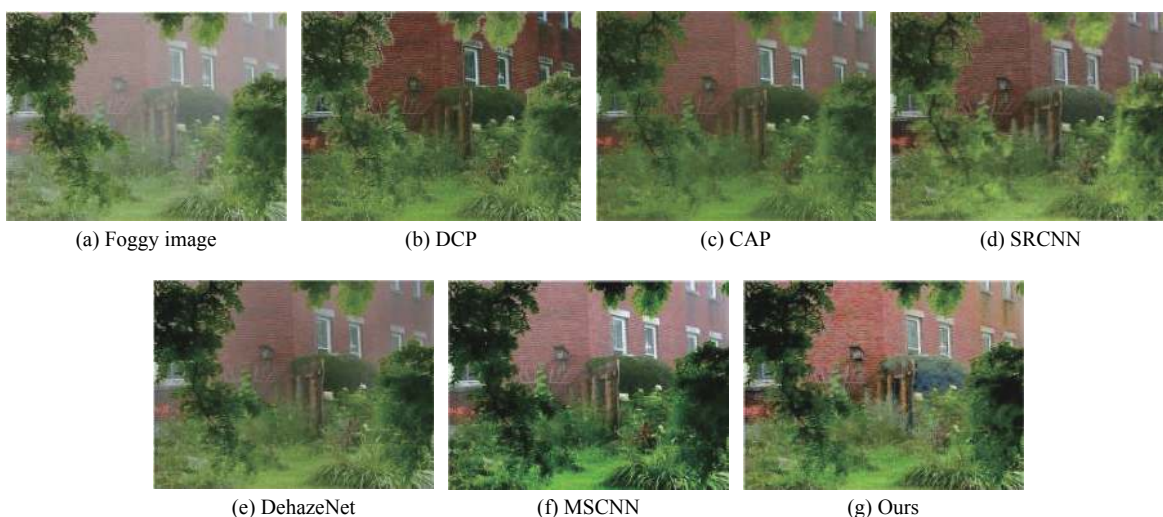 (a) Foggy image
(b) DCP
(c) CAP
(d) SRCNN
(e) DehazeNet
(f) MSCNN
(g) Ours